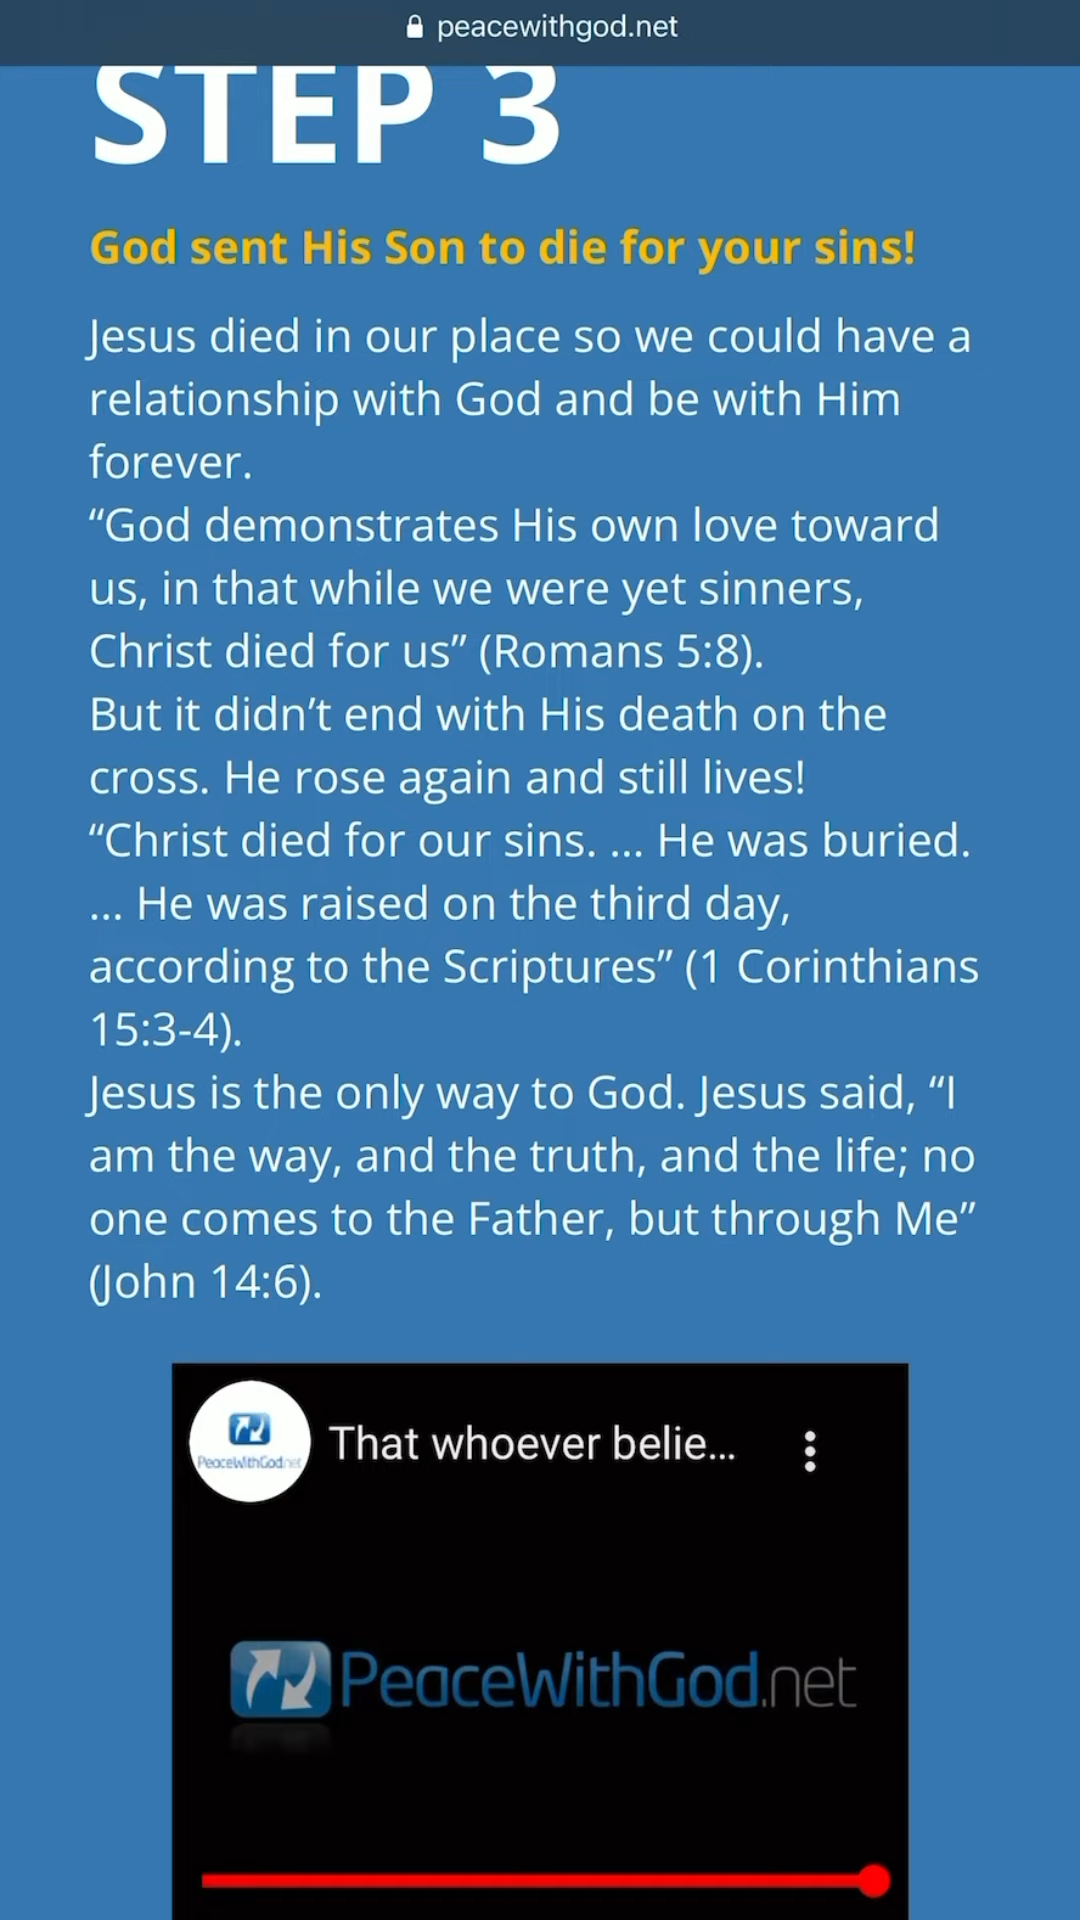 peacewithgod.net
STEP 3
God sent His Son to die for your sins!
Jesus died in our place so we could have a
relationship with God and be with Him
forever.
“God demonstrates His own love toward
us, in that while we were yet sinners,
Christ died for us” (Romans 5:8).
But it didn’t end with His death on the
cross. He rose again and still lives!
“Christ died for our sins. ... He was buried.
... He was raised on the third day,
according to the Scriptures” (1 Corinthians
15:3-4).
Jesus is the only way to God. Jesus said, “I
am the way, and the truth, and the life; no
one comes to the Father, but through Me”
(John 14:6).
PeaceWithGod.net
That whoever belie...
PeaceWithGod.net